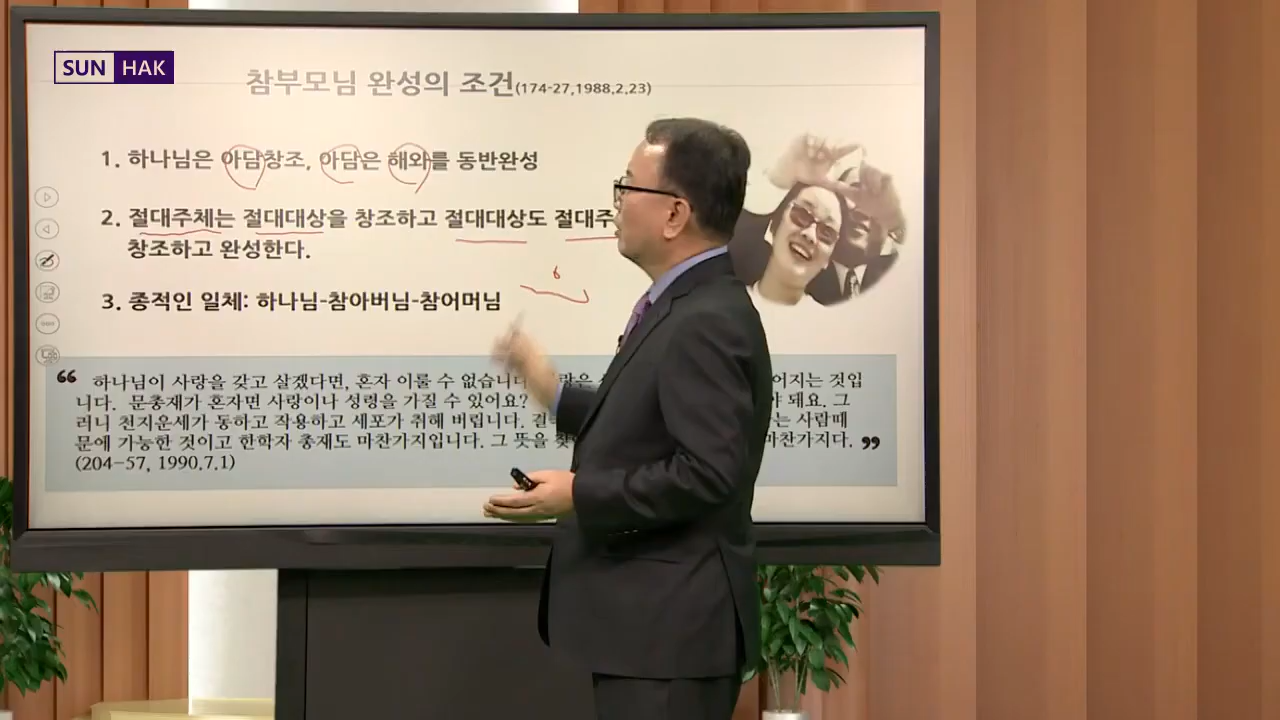 SUN HAK
참부모님 완성의 조건(174-27,1988.2.23)
1. 하나님은 아담창조, 아담은 해와를 동반완성
2. 절대주체는 절대대상을 창조하고 절대대상도
창조하고 완성한다.
3. 종적인 일체: 하나님-참아버님-참어머님
6
❝ 하나님이 사랑을 갖고 살겠다면, 혼자 이룰 수 없습니다. 어지는 것입
니다. 문총재가 혼자면 사랑이나 성령을 가질 수 있어요? 돼요. 그
러니 천지운세가 동하고 작용하고 세포가 취해 버립니다. 사람때
문에 가능한 것이고 한학자 총재도 마찬가지입니다. 그 뜻을 마찬가지다. ❞
(204-57, 1990.7.1)